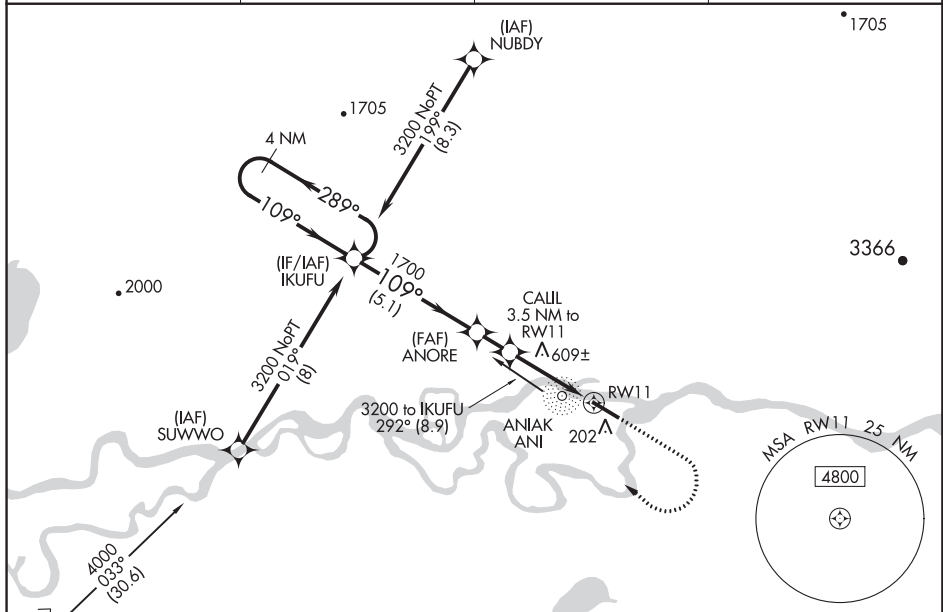 (IAF)
NUBDY
1705
1705
3200 NoPT
199°
(8.3)
4 NM
289°
109°
(IF/IAF)
IKUFU
1700
109°
(5.1)
3366
2000
CALIL
3.5 NM to
RW11
609±
(FAF)
ANORE
3200 NoPT
019°
(8)
3200 to IKUFU
292° (8.9)
RW11
ANIAK
ANI
202
(IAF)
SUWWO
MSA RW11 25 NM
4800
4000
033°
(30.6)